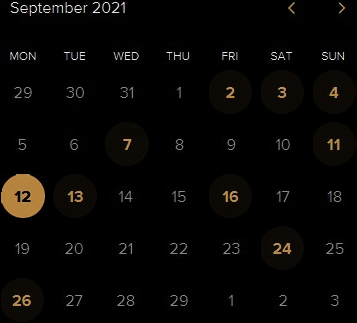 September 2021
MON TUE WED THU FRI SAT SUN
29 30 31 1 2 3 4
5 6 7 8 9 10 11
12 13 14 15 16 17 18
19 20 21 22 23 24 25
26 27 28 29 1 2 3